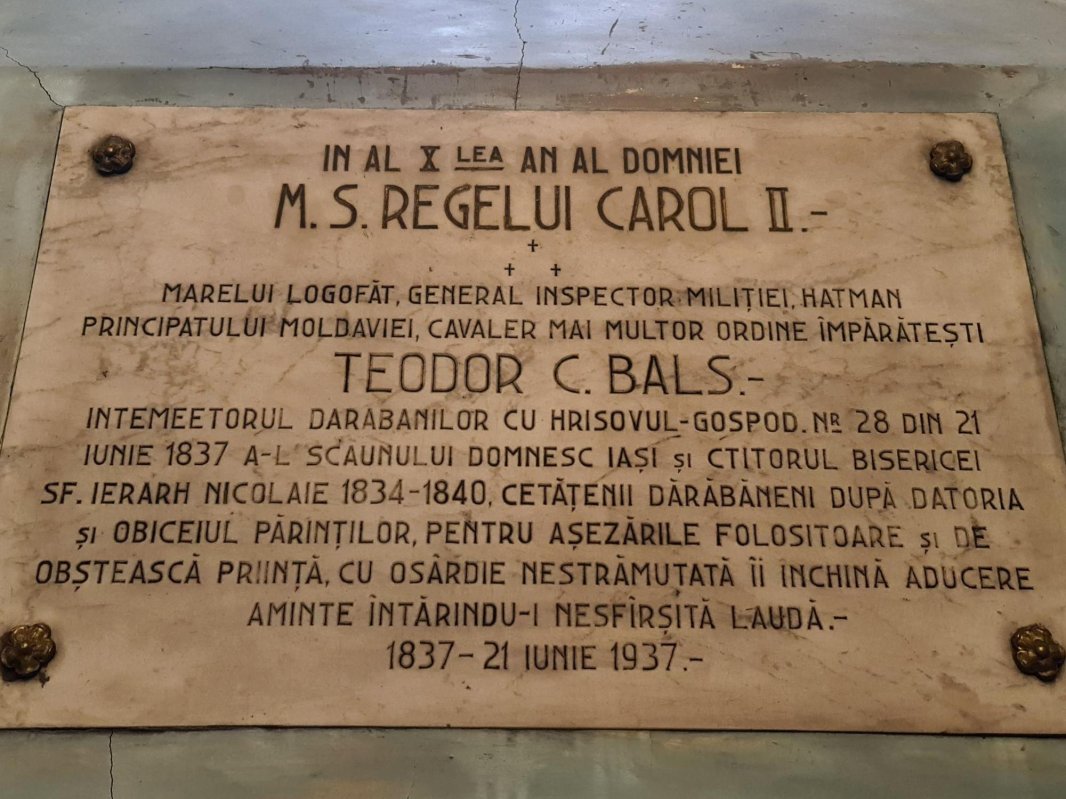 IN AL X LEA AN AL DOMNIEI
M. S. REGELUI CAROL II.-
MARELUI LOGOFĂT, GENERAL INSPECTOR MILIȚIEI, HATMAN
PRINCIPATULUI MOLDAVIEI, CAVALER MAI MULTOR ORDINE ÎMPĂRĂTEȘTI
TEODOR C. BALȘ.-
INTEMEETORUL DARABANILOR CU HRISOVUL-GOSPOD. NR 28 DIN 21
IUNIE 1837 A-L SCAUNULUI DOMNESC IAȘI ȘI CTITORUL BISERICEI
SF. IERARH NICOLAIE 1834-1840, CETĂȚENII DĂRĂBĂNENI DUPĂ DATORIA
ȘI OBICEIUL PĂRINȚILOR, PENTRU AȘEZĂRILE FOLOSITOARE ȘI DE
OBȘTEASCĂ PRIINȚĂ, CU OSÂRDIE NESTRĂMUTATĂ ÎI INCHINĂ ADUCERE
AMINTE ÎNTĂRINDU-I NESFÎRȘITĂ LAUDĂ.-
1837-21 IUNIE 1937.-